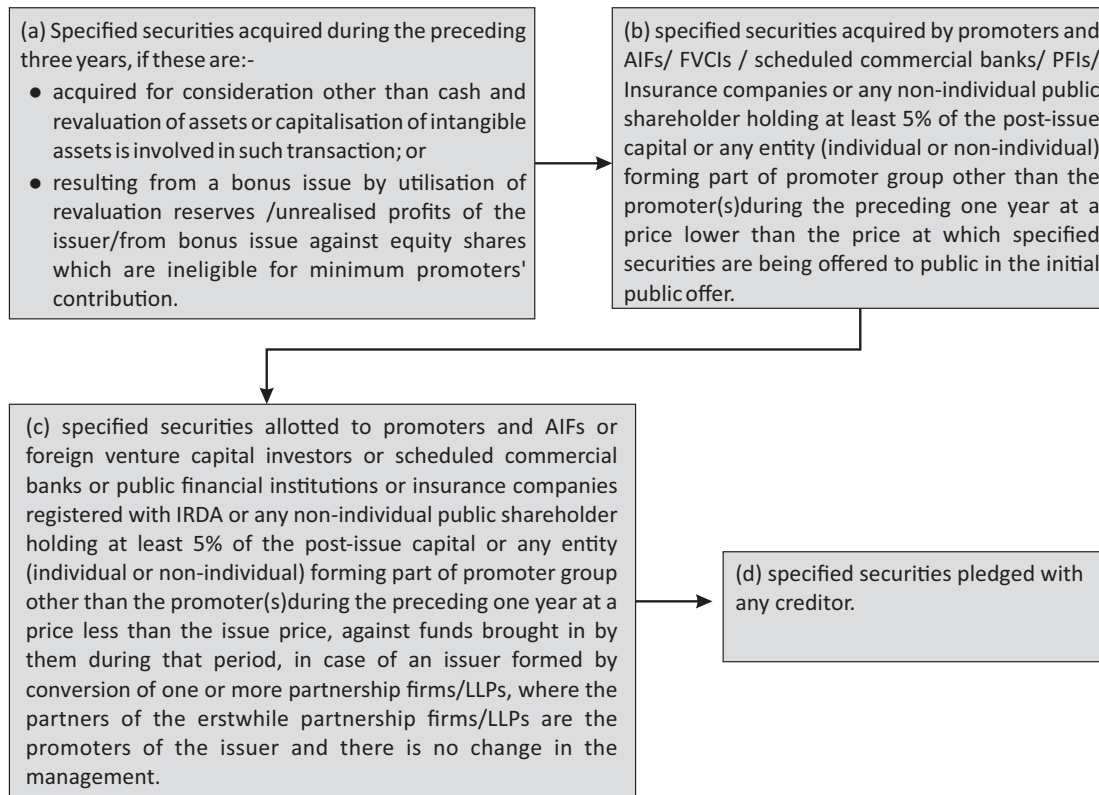 (a) Specified securities acquired during the preceding
three years, if these are:-
● acquired for consideration other than cash and
revaluation of assets or capitalisation of intangible
assets is involved in such transaction; or
● resulting from a bonus issue by utilisation of
revaluation reserves /unrealised profits of the
issuer/from bonus issue against equity shares
which are ineligible for minimum promoters'
contribution.
(b) specified securities acquired by promoters and
AIFs/ FVCIs / scheduled commercial banks/ PFIs/
Insurance companies or any non-individual public
shareholder holding at least 5% of the post-issue
capital or any entity (individual or non-individual)
forming part of promoter group other than the
promoter(s)during the preceding one year at a
price lower than the price at which specified
securities are being offered to public in the initial
public offer.
(c) specified securities allotted to promoters and AIFs or
foreign venture capital investors or scheduled commercial
banks or public financial institutions or insurance companies
registered with IRDA or any non-individual public shareholder
holding at least 5% of the post-issue capital or any entity
(individual or non-individual) forming part of promoter group
other than the promoter(s)during the preceding one year at a
price less than the issue price, against funds brought in by
them during that period, in case of an issuer formed by
conversion of one or more partnership firms/LLPs, where the
partners of the erstwhile partnership firms/LLPs are the
promoters of the issuer and there is no change in the
management.
(d) specified securities pledged with
any creditor.